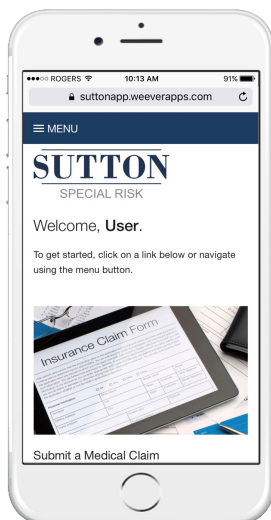 ROGERS 10:13 AM 91%
suttonapp.weeverapps.com
MENU
SUTTON
SPECIAL RISK
Welcome, User.
To get started, click on a link below or navigate
using the menu button.
Insurance Claim Form
Submit a Medical Claim